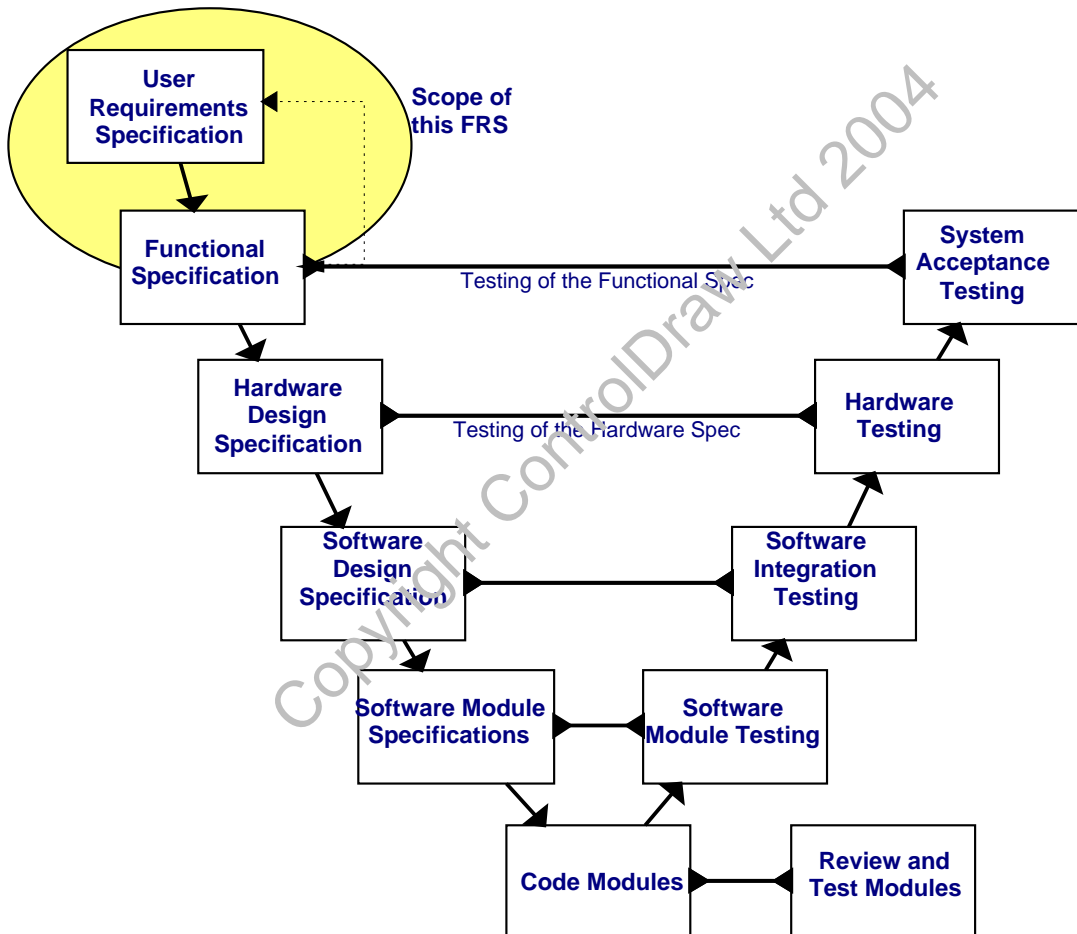 User
Requirements
Specification
Scope of
this FRS
Functional
Specification
System
Acceptance
Testing
Testing of the Functional Spec
Hardware
Design
Specification
Hardware
Testing
Testing of the Hardware Spec
Software
Design
Specification
Software
Integration
Testing
Software Module
Specifications
Software
Module Testing
Code Modules
Review and
Test Modules
Copyright ControlDraw Ltd 2004